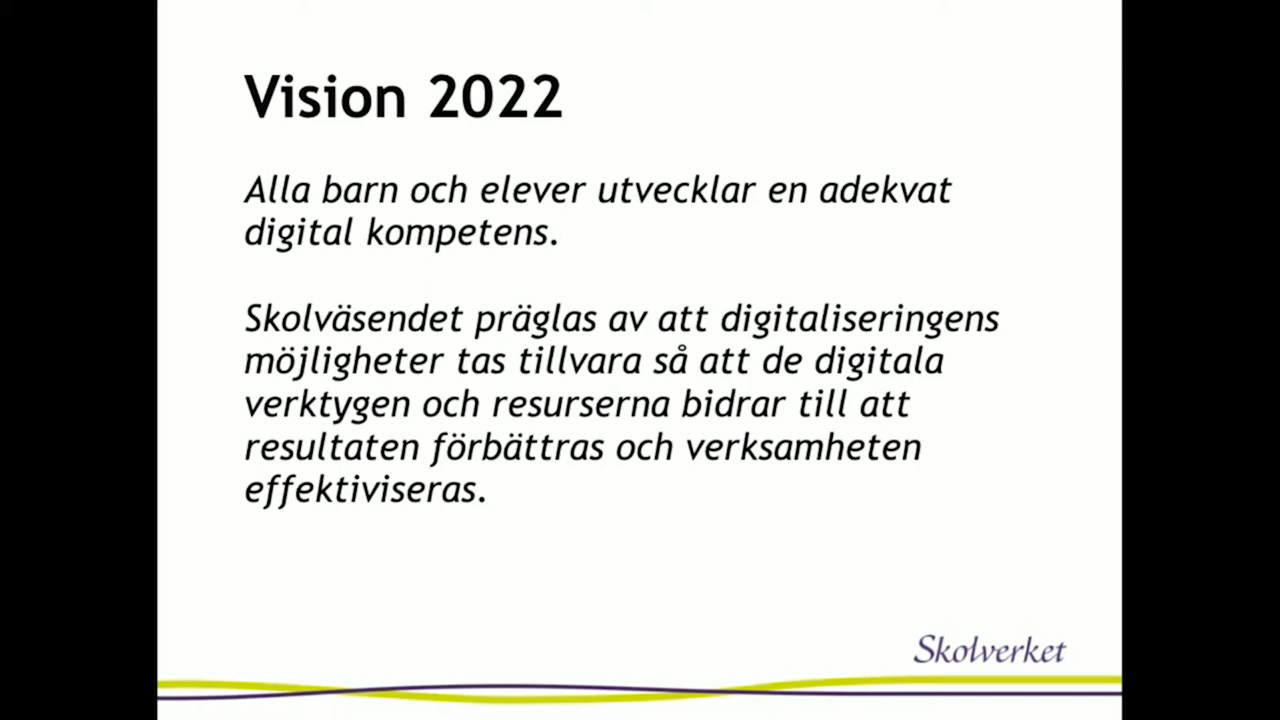 Vision 2022
Alla barn och elever utvecklar en adekvat
digital kompetens.
Skolväsendet präglas av att digitaliseringens
möjligheter tas tillvara så att de digitala
verktygen och resurserna bidrar till att
resultaten förbättras och verksamheten
effektiviseras.
Skolverket